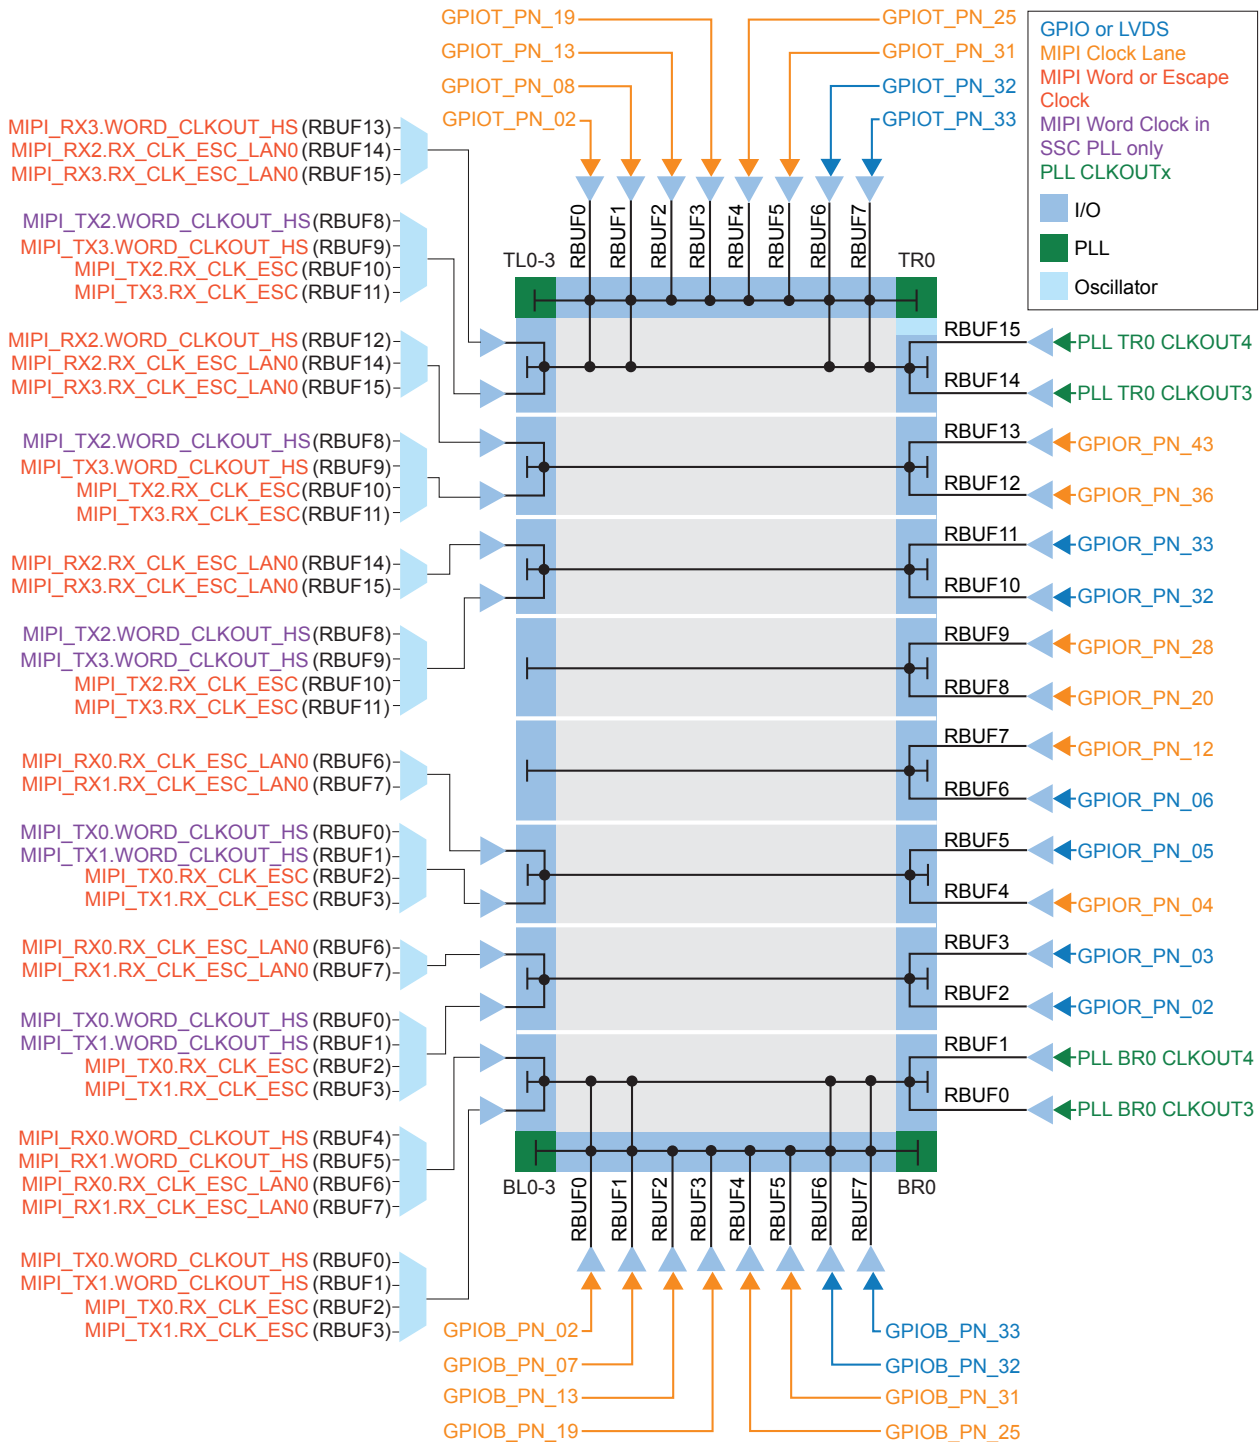 GPIOT_PN_19
GPIOT_PN_13
GPIOT_PN_08
GPIOT_PN_02
GPIOT_PN_25
GPIOT_PN_31
GPIOT_PN_32
GPIOT_PN_33
GPIO or LVDS
MIPI Clock Lane
MIPI Word or Escape
Clock
MIPI Word Clock in
SSC PLL only
PLL CLKOUTx
I/O
PLL
Oscillator
RBUF0
RBUF1
RBUF2
RBUF3
RBUF4
RBUF5
RBUF6
RBUF7
TL0-3
TR0
MIPI_RX3.WORD_CLKOUT_HS (RBUF13)
MIPI_RX2.RX_CLK_ESC_LAN0 (RBUF14)
MIPI_RX3.RX_CLK_ESC_LAN0 (RBUF15)
MIPI_TX2.WORD_CLKOUT_HS (RBUF8)
MIPI_TX3.WORD_CLKOUT_HS (RBUF9)
MIPI_TX2.RX_CLK_ESC (RBUF10)
MIPI_TX3.RX_CLK_ESC (RBUF11)
MIPI_RX2.WORD_CLKOUT_HS (RBUF12)
MIPI_RX2.RX_CLK_ESC_LAN0 (RBUF14)
MIPI_RX3.RX_CLK_ESC_LAN0 (RBUF15)
MIPI_TX2.WORD_CLKOUT_HS (RBUF8)
MIPI_TX3.WORD_CLKOUT_HS (RBUF9)
MIPI_TX2.RX_CLK_ESC (RBUF10)
MIPI_TX3.RX_CLK_ESC (RBUF11)
MIPI_RX2.RX_CLK_ESC_LAN0 (RBUF14)
MIPI_RX3.RX_CLK_ESC_LAN0 (RBUF15)
MIPI_TX2.WORD_CLKOUT_HS (RBUF8)
MIPI_TX3.WORD_CLKOUT_HS (RBUF9)
MIPI_TX2.RX_CLK_ESC (RBUF10)
MIPI_TX3.RX_CLK_ESC (RBUF11)
MIPI_RX0.RX_CLK_ESC_LAN0 (RBUF6)
MIPI_RX1.RX_CLK_ESC_LAN0 (RBUF7)
MIPI_TX0.WORD_CLKOUT_HS (RBUF0)
MIPI_TX1.WORD_CLKOUT_HS (RBUF1)
MIPI_TX0.RX_CLK_ESC (RBUF2)
MIPI_TX1.RX_CLK_ESC (RBUF3)
MIPI_RX0.RX_CLK_ESC_LAN0 (RBUF6)
MIPI_RX1.RX_CLK_ESC_LAN0 (RBUF7)
MIPI_TX0.WORD_CLKOUT_HS (RBUF0)
MIPI_TX1.WORD_CLKOUT_HS (RBUF1)
MIPI_TX0.RX_CLK_ESC (RBUF2)
MIPI_TX1.RX_CLK_ESC (RBUF3)
MIPI_RX0.WORD_CLKOUT_HS (RBUF4)
MIPI_RX1.WORD_CLKOUT_HS (RBUF5)
MIPI_RX0.RX_CLK_ESC_LAN0 (RBUF6)
MIPI_RX1.RX_CLK_ESC_LAN0 (RBUF7)
MIPI_TX0.WORD_CLKOUT_HS (RBUF0)
MIPI_TX1.WORD_CLKOUT_HS (RBUF1)
MIPI_TX0.RX_CLK_ESC (RBUF2)
MIPI_TX1.RX_CLK_ESC (RBUF3)
RBUF15 PLL TR0 CLKOUT4
RBUF14 PLL TR0 CLKOUT3
RBUF13 GPIOR_PN_43
RBUF12 GPIOR_PN_36
RBUF11 GPIOR_PN_33
RBUF10 GPIOR_PN_32
RBUF9 GPIOR_PN_28
RBUF8 GPIOR_PN_20
RBUF7 GPIOR_PN_12
RBUF6 GPIOR_PN_06
RBUF5 GPIOR_PN_05
RBUF4 GPIOR_PN_04
RBUF3 GPIOR_PN_03
RBUF2 GPIOR_PN_02
RBUF1 PLL BR0 CLKOUT4
RBUF0 PLL BR0 CLKOUT3
BL0-3
BR0
RBUF0
RBUF1
RBUF2
RBUF3
RBUF4
RBUF5
RBUF6
RBUF7
GPIOB_PN_02
GPIOB_PN_07
GPIOB_PN_13
GPIOB_PN_19
GPIOB_PN_33
GPIOB_PN_32
GPIOB_PN_31
GPIOB_PN_25